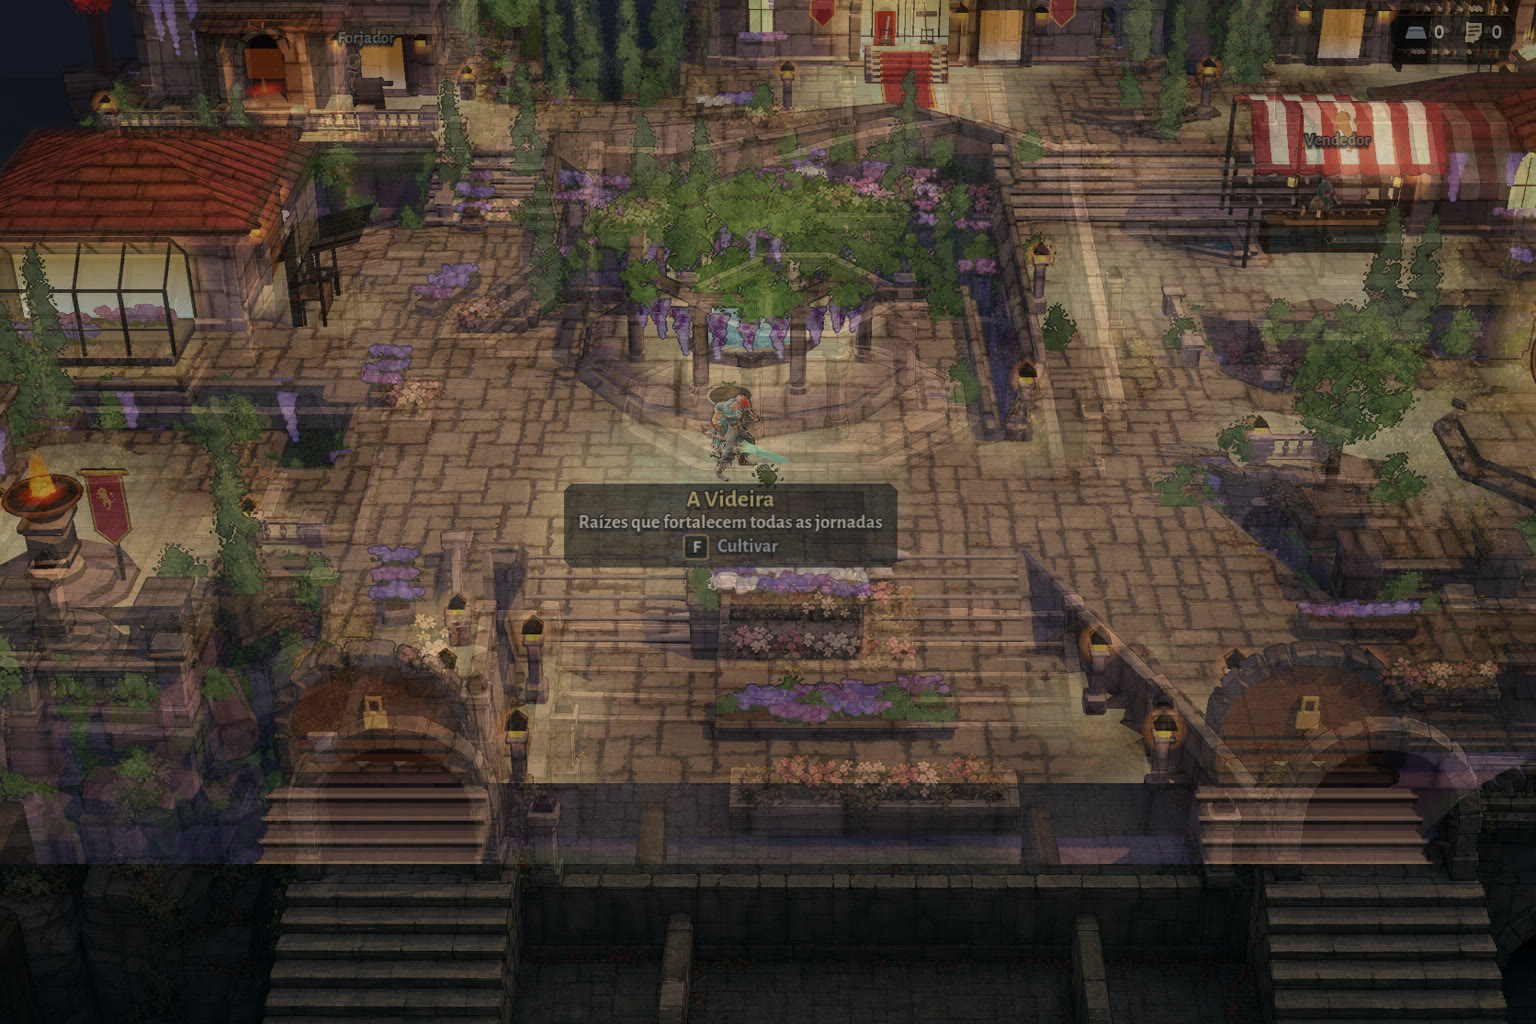 Forjador
0
0
Vendedor
A Videira
Raízes que fortalecem todas as jornadas
F Cultivar